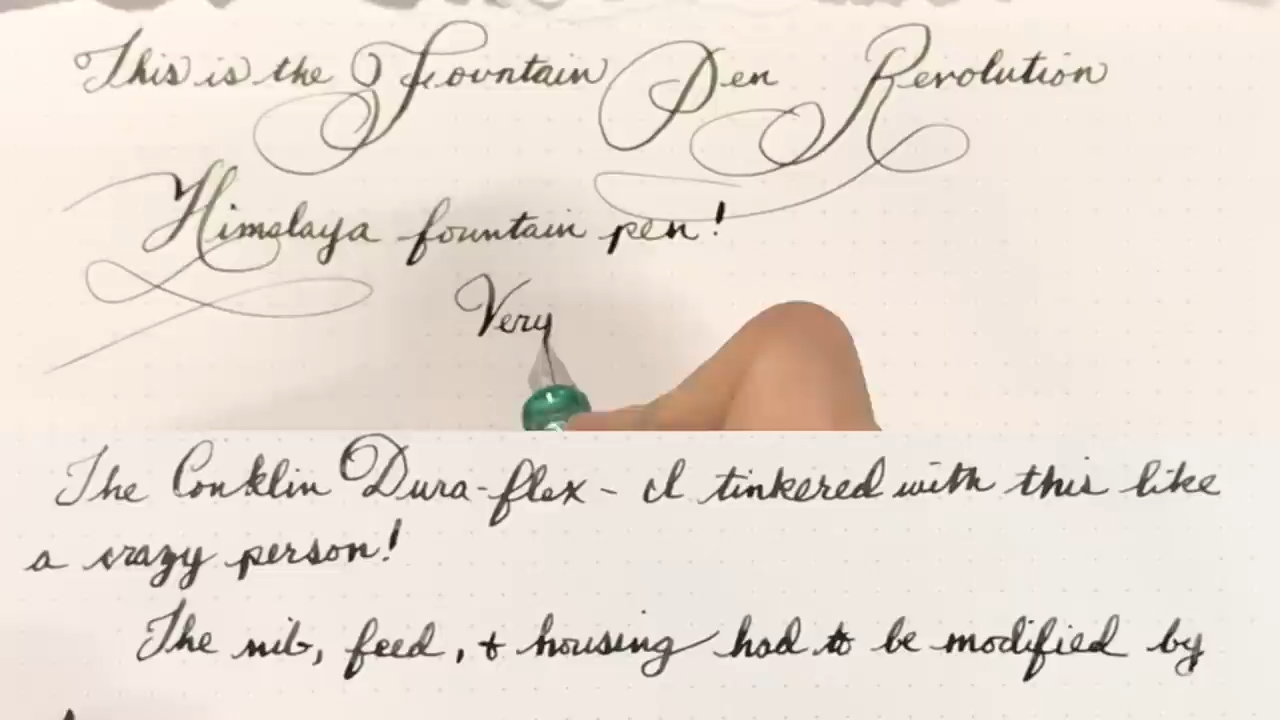 This is the Fountain Pen Revolution
Himalaya fountain pen!
Very
The Conklin Dura-flex - I tinkered with this like
a crazy person!
The nib, feed, & housing had to be modified by